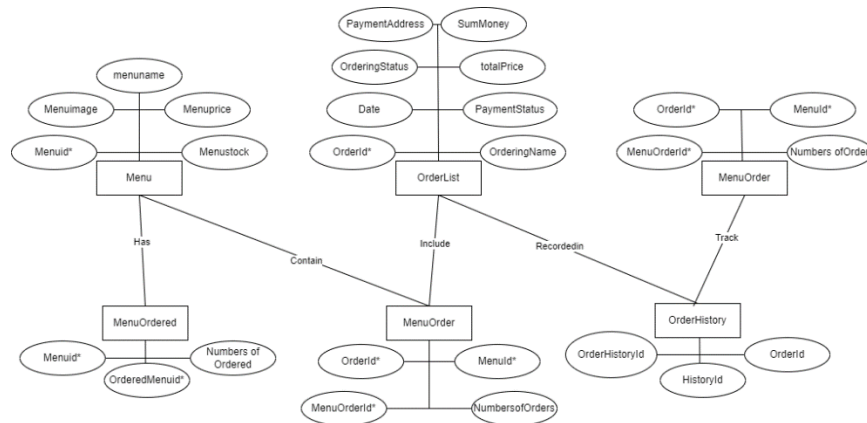 PaymentAddress
SumMoney
menuname
OrderingStatus
totalPrice
Menuimage
Menuprice
Date
PaymentStatus
OrderId*
MenuId*
Menuid*
Menustock
OrderId*
OrderingName
MenuOrderId*
Numbers ofOrder
Menu
OrderList
MenuOrder
Has
Include
Recordedin
Track
Contain
MenuOrdered
MenuOrder
OrderHistory
Menuid*
Numbers of
Ordered
OrderedMenuid*
OrderId*
MenuId*
OrderHistoryId
OrderId
HistoryId
MenuOrderId*
NumbersofOrders